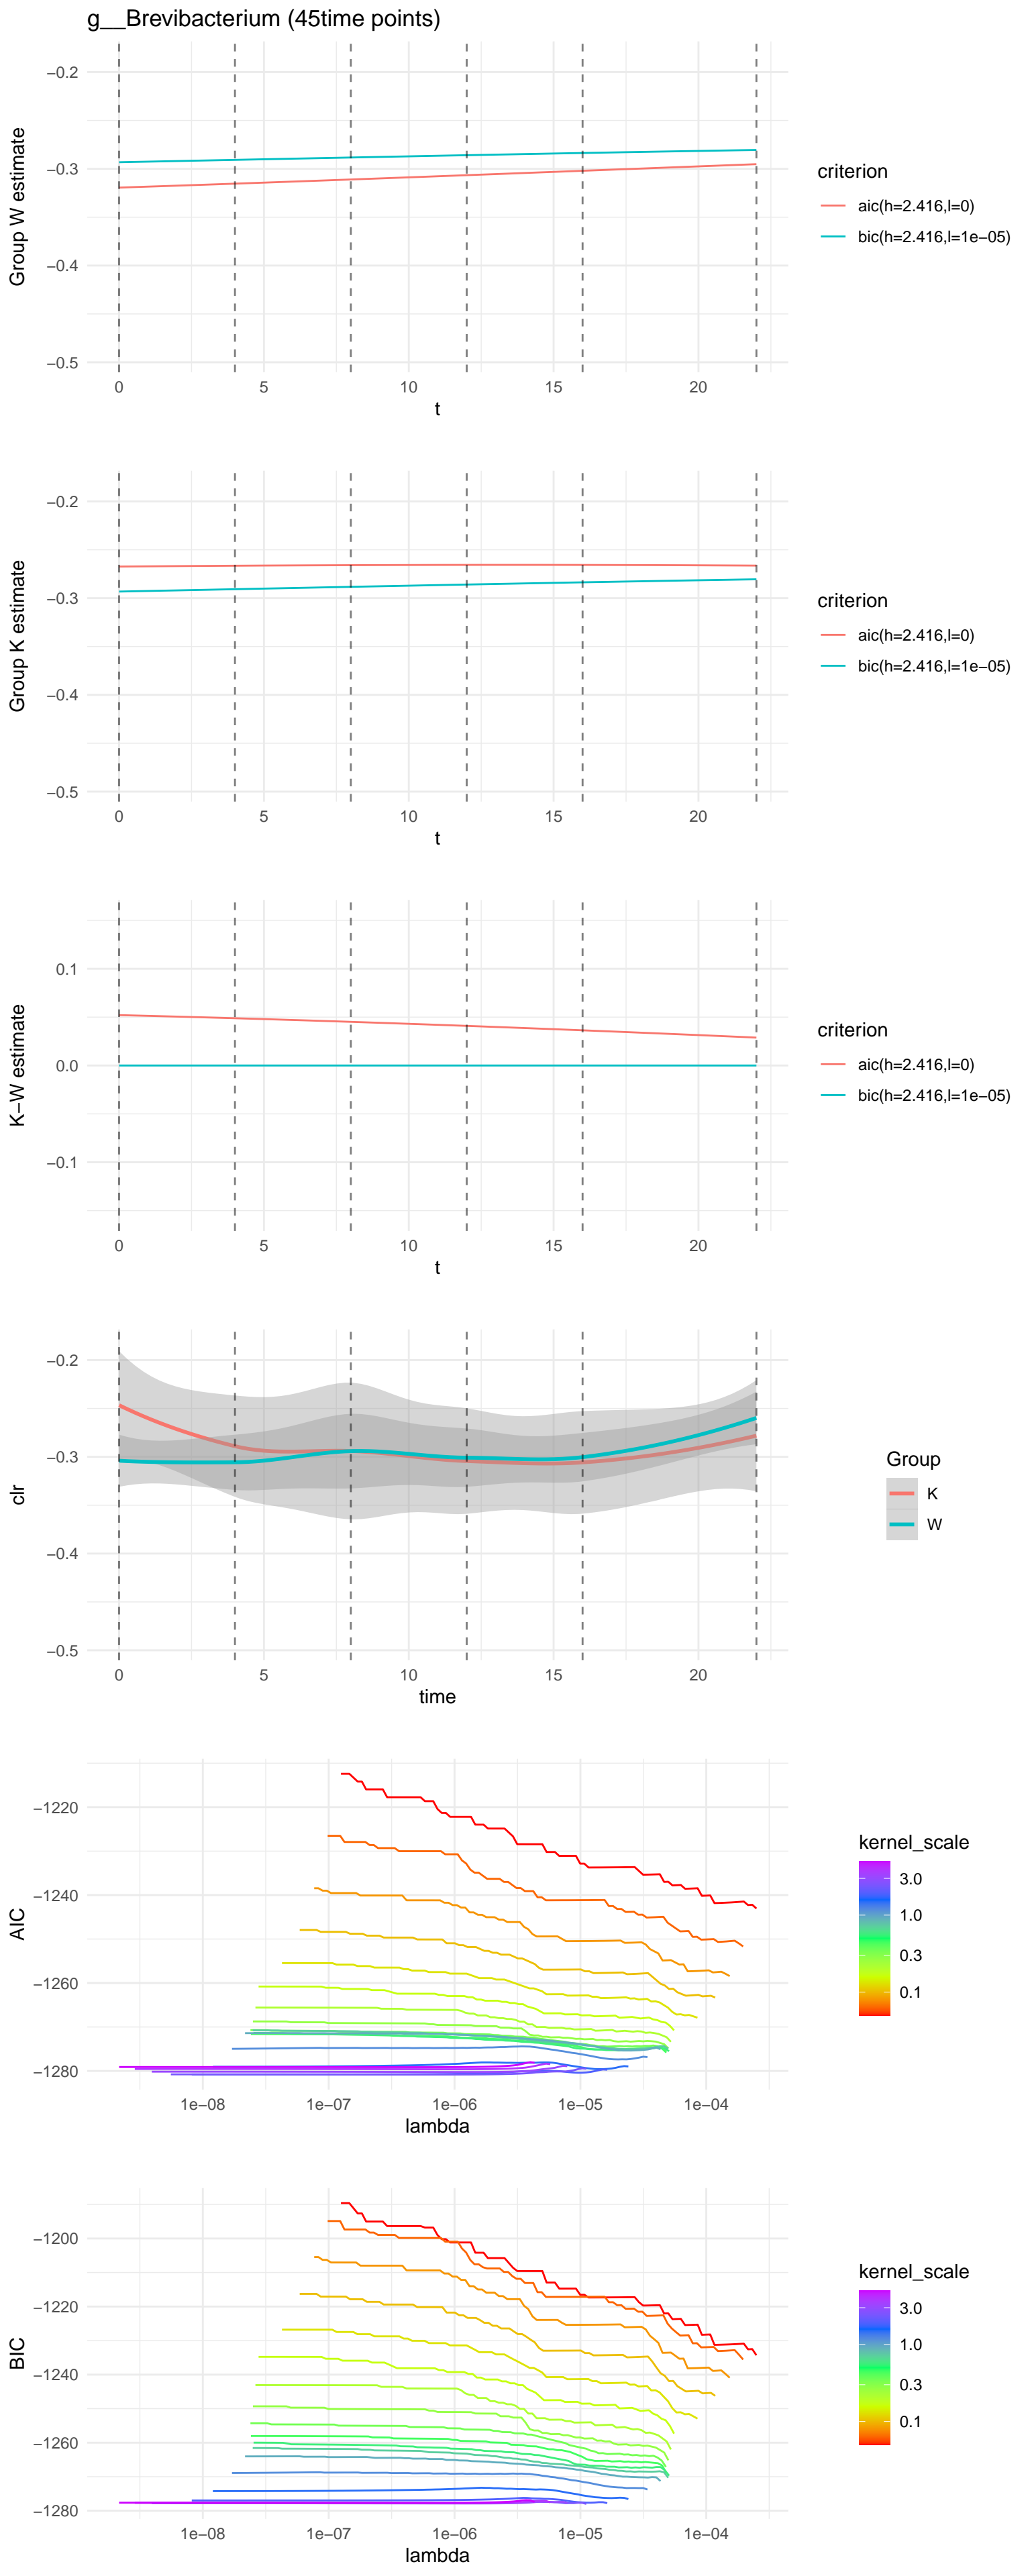 g__Brevibacterium (45time points)
−0.2
−0.3
−0.4
−0.5
Group W estimate
0 5 10 15 20
t
criterion
aic(h=2.416,l=0)
bic(h=2.416,l=1e−05)
−0.2
−0.3
−0.4
−0.5
Group K estimate
0 5 10 15 20
t
criterion
aic(h=2.416,l=0)
bic(h=2.416,l=1e−05)
0.1
0.0
−0.1
K−W estimate
0 5 10 15 20
t
criterion
aic(h=2.416,l=0)
bic(h=2.416,l=1e−05)
−0.2
−0.3
−0.4
−0.5
clr
0 5 10 15 20
time
Group
K
W
−1220
−1240
−1260
−1280
AIC
1e−08 1e−07 1e−06 1e−05 1e−04
lambda
kernel_scale
3.0
1.0
0.3
0.1
−1200
−1220
−1240
−1260
−1280
BIC
1e−08 1e−07 1e−06 1e−05 1e−04
lambda
kernel_scale
3.0
1.0
0.3
0.1